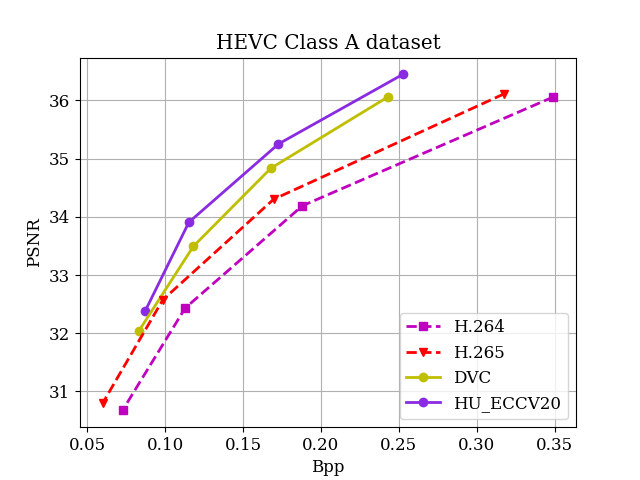 HEVC Class A dataset
PSNR
36
35
34
33
32
31
0.05 0.10 0.15 0.20 0.25 0.30 0.35
Bpp
H.264
H.265
DVC
HU_ECCV20